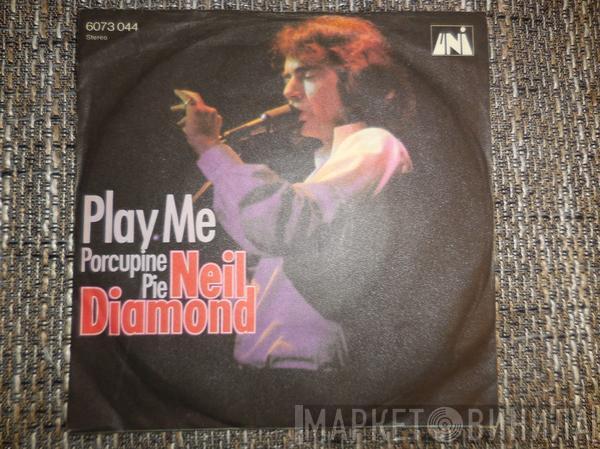 6073 044
Stereo
UNI
Play Me
Porcupine
Pie Neil
Diamond
МАРКЕТ ВИНИЛА